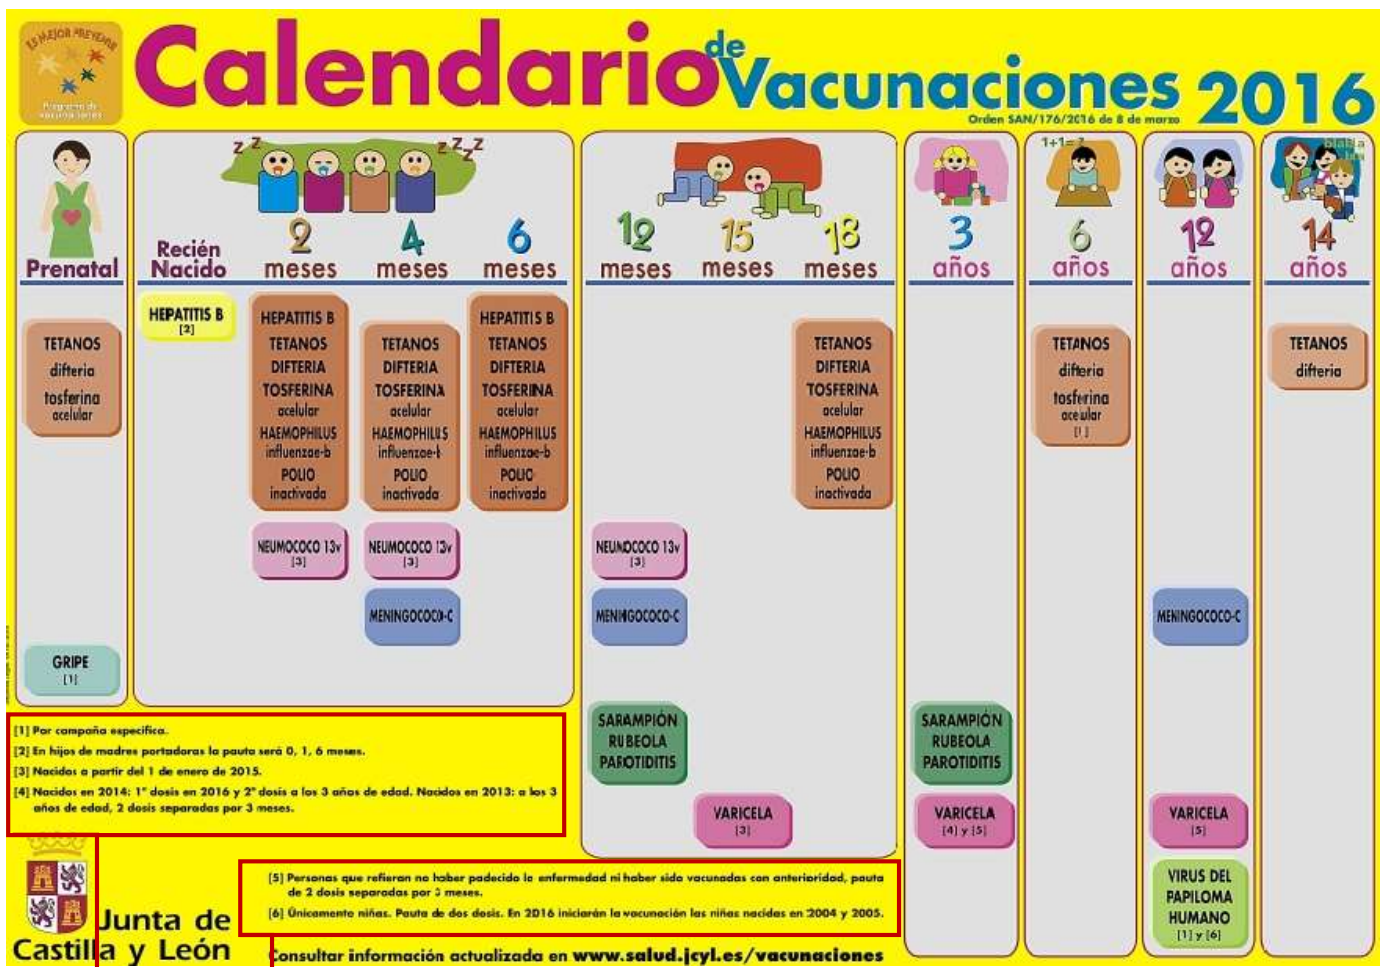 ES MEJOR PREVENIR
Programa de
vacunaciones
Calendario de Vacunaciones 2016
Orden SAN/176/2016 de 8 de marzo
Prenatal
TETANOS
difteria
tosferina
acelular
GRIPE
[1]
z z
z z z z
Recién
Nacido
HEPATITIS B
[2]
2
meses
HEPATITIS B
TETANOS
DIFTERIA
TOSFERINA
acelular
HAEMOPHILUS
influenzae-b
POLIO
inactivada
NEUMOCOCO 13v
[3]
4
meses
TETANOS
DIFTERIA
TOSFERINA
acelular
HAEMOPHILUS
influenzae-b
POLIO
inactivada
NEUMOCOCO 13v
[3]
MENINGOCOCO-C
6
meses
HEPATITIS B
TETANOS
DIFTERIA
TOSFERINA
acelular
HAEMOPHILUS
influenzae-b
POLIO
inactivada
12
meses
NEUMOCOCO 13v
[3]
MENINGOCOCO-C
SARAMPIÓN
RUBEOLA
PAROTIDITIS
15
meses
VARICELA
[3]
18
meses
TETANOS
DIFTERIA
TOSFERINA
acelular
HAEMOPHILUS
influenzae-b
POLIO
inactivada
3
años
SARAMPIÓN
RUBEOLA
PAROTIDITIS
VARICELA
[4] y [5]
1+1=
6
años
TETANOS
difteria
tosferina
acelular
[1]
12
años
MENINGOCOCO-C
VARICELA
[5]
VIRUS DEL
PAPILOMA
HUMANO
[1] y [6]
14
años
TETANOS
difteria
[1] Por campaña específica.
[2] En hijos de madres portadoras la pauta será 0, 1, 6 meses.
[3] Nacidos a partir del 1 de enero de 2015.
[4] Nacidos en 2014: 1ª dosis en 2016 y 2ª dosis a los 3 años de edad. Nacidos en 2013: a los 3
años de edad, 2 dosis separadas por 3 meses.
[5] Personas que refieran no haber padecido la enfermedad ni haber sido vacunadas con anterioridad, pauta
de 2 dosis separadas por 3 meses.
[6] Únicamente niñas. Pauta de dos dosis. En 2016 iniciarán la vacunación las niñas nacidas en 2004 y 2005.
Junta de
Castilla y León
Consultar información actualizada en www.salud.jcyl.es/vacunaciones